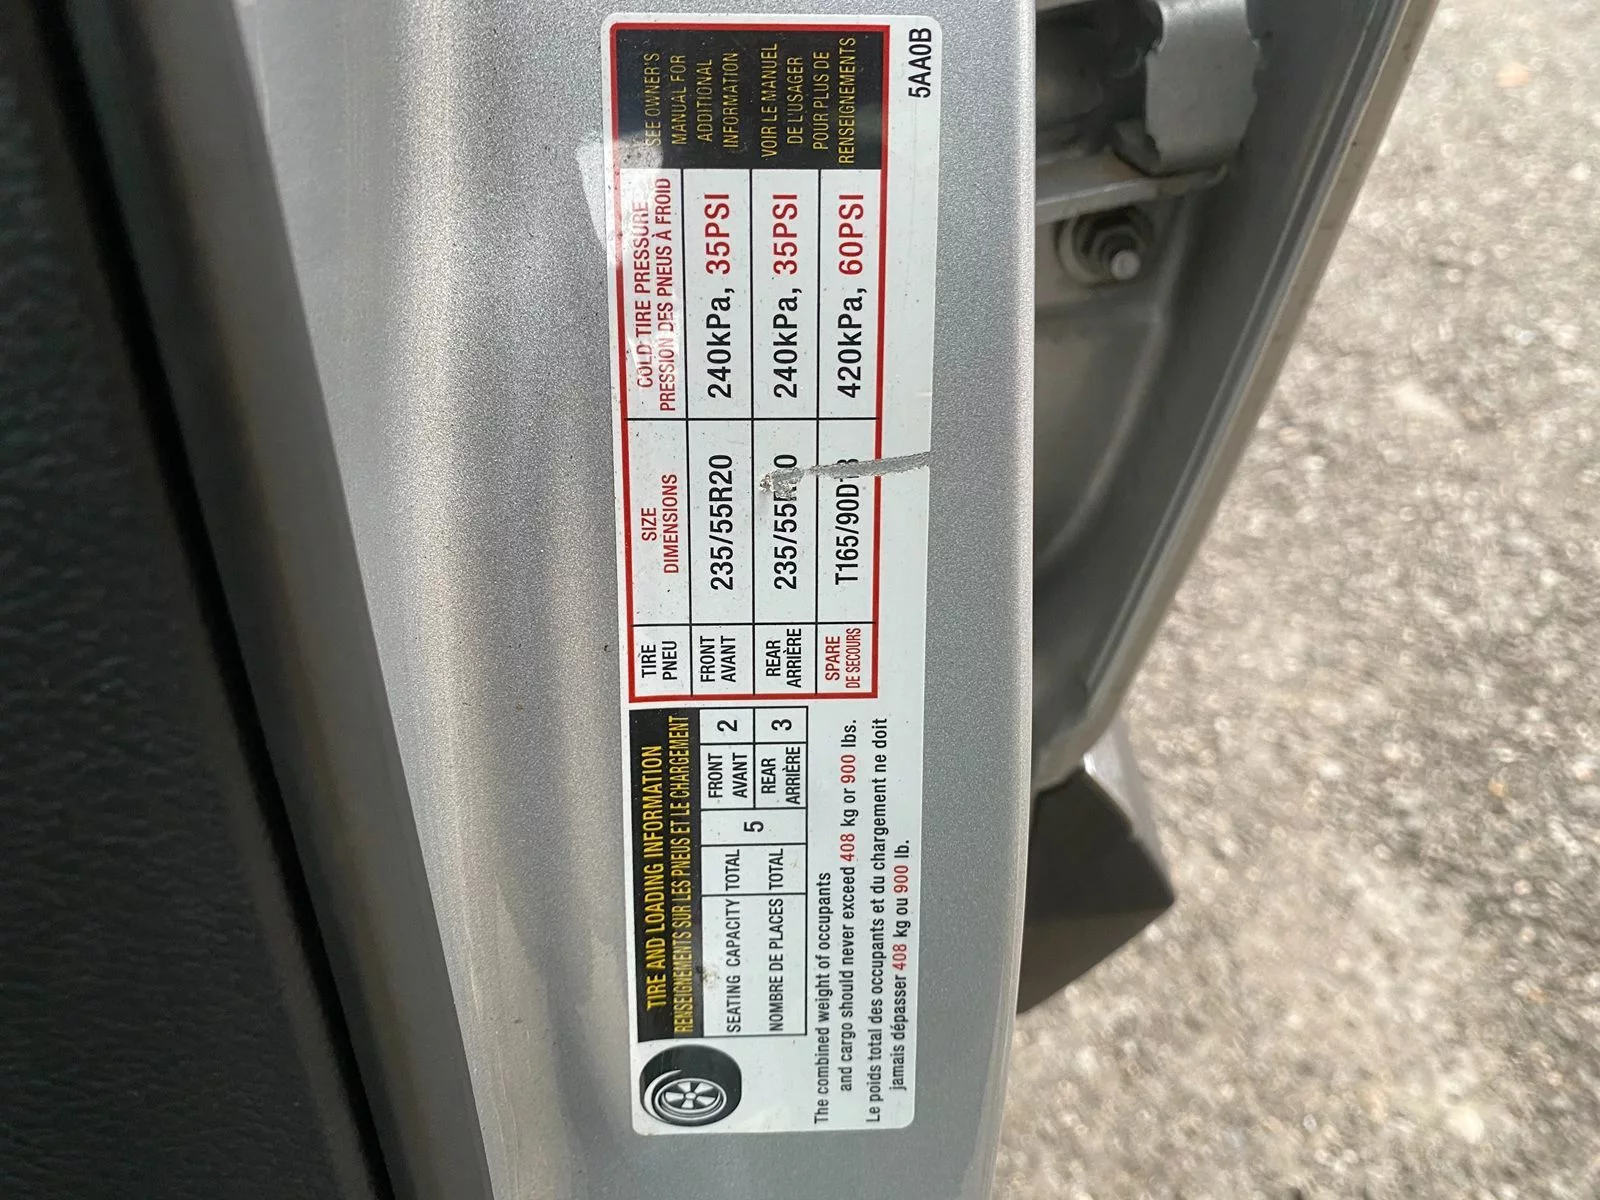 TIRE AND LOADING INFORMATION
RENSEIGNEMENTS SUR LES PNEUS ET LE CHARGEMENT
SEATING CAPACITY TOTAL 5 FRONT AVANT 2
NOMBRE DE PLACES TOTAL REAR ARRIÈRE 3
The combined weight of occupants
and cargo should never exceed 408 kg or 900 lbs.
Le poids total des occupants et du chargement ne doit
jamais dépasser 408 kg ou 900 lb.
TIRE
PNEU
SIZE
DIMENSIONS
COLD TIRE PRESSURE
PRESSION DES PNEUS À FROID
FRONT
AVANT
235/55R20
240kPa, 35PSI
REAR
ARRIÈRE
240kPa, 35PSI
SPARE
DE SECOURS
420kPa, 60PSI
SEE OWNER'S
MANUAL FOR
ADDITIONAL
INFORMATION
VOIR LE MANUEL
DE L'USAGER
POUR PLUS DE
RENSEIGNEMENTS
5AA0B